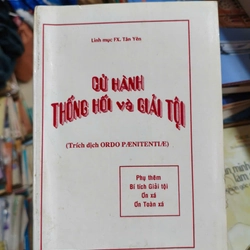 Linh mục FX. Tân Yên
CỬ HÀNH
THỐNG HỐI và GIẢI TỘI
(Trích dịch ORDO PÆNITENTIÆ)
Phụ thêm
Bí tích Giải tội
Ơn xá
Ơn Toàn xá